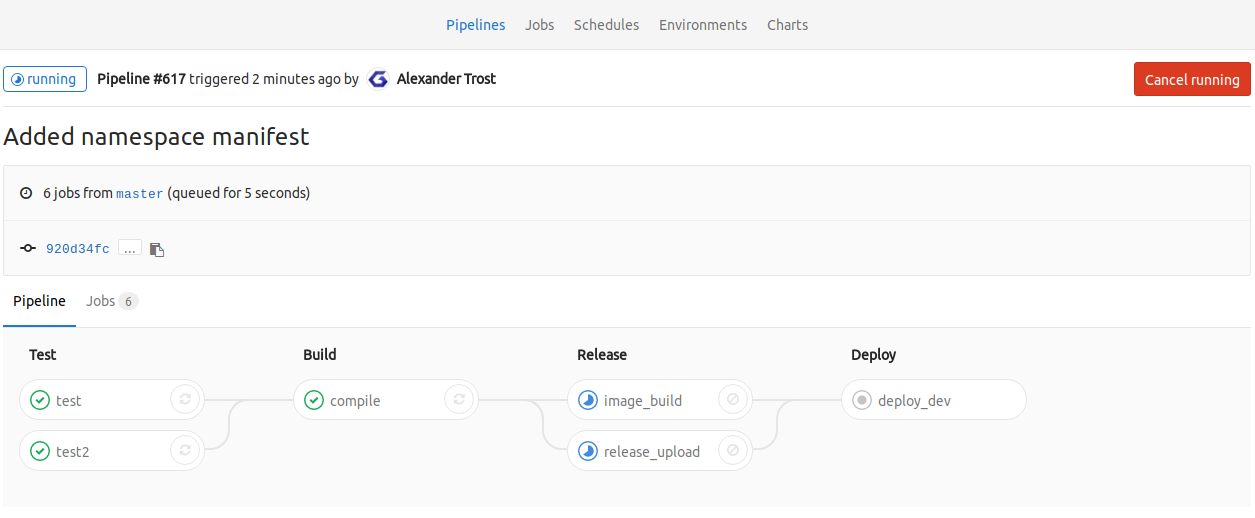 Pipelines Jobs Schedules Environments Charts
running Pipeline #617 triggered 2 minutes ago by Alexander Trost Cancel running
Added namespace manifest
6 jobs from master (queued for 5 seconds)
920d34fc ...
Pipeline Jobs 6
Test Build Release Deploy
test compile image_build deploy_dev
test2 release_upload